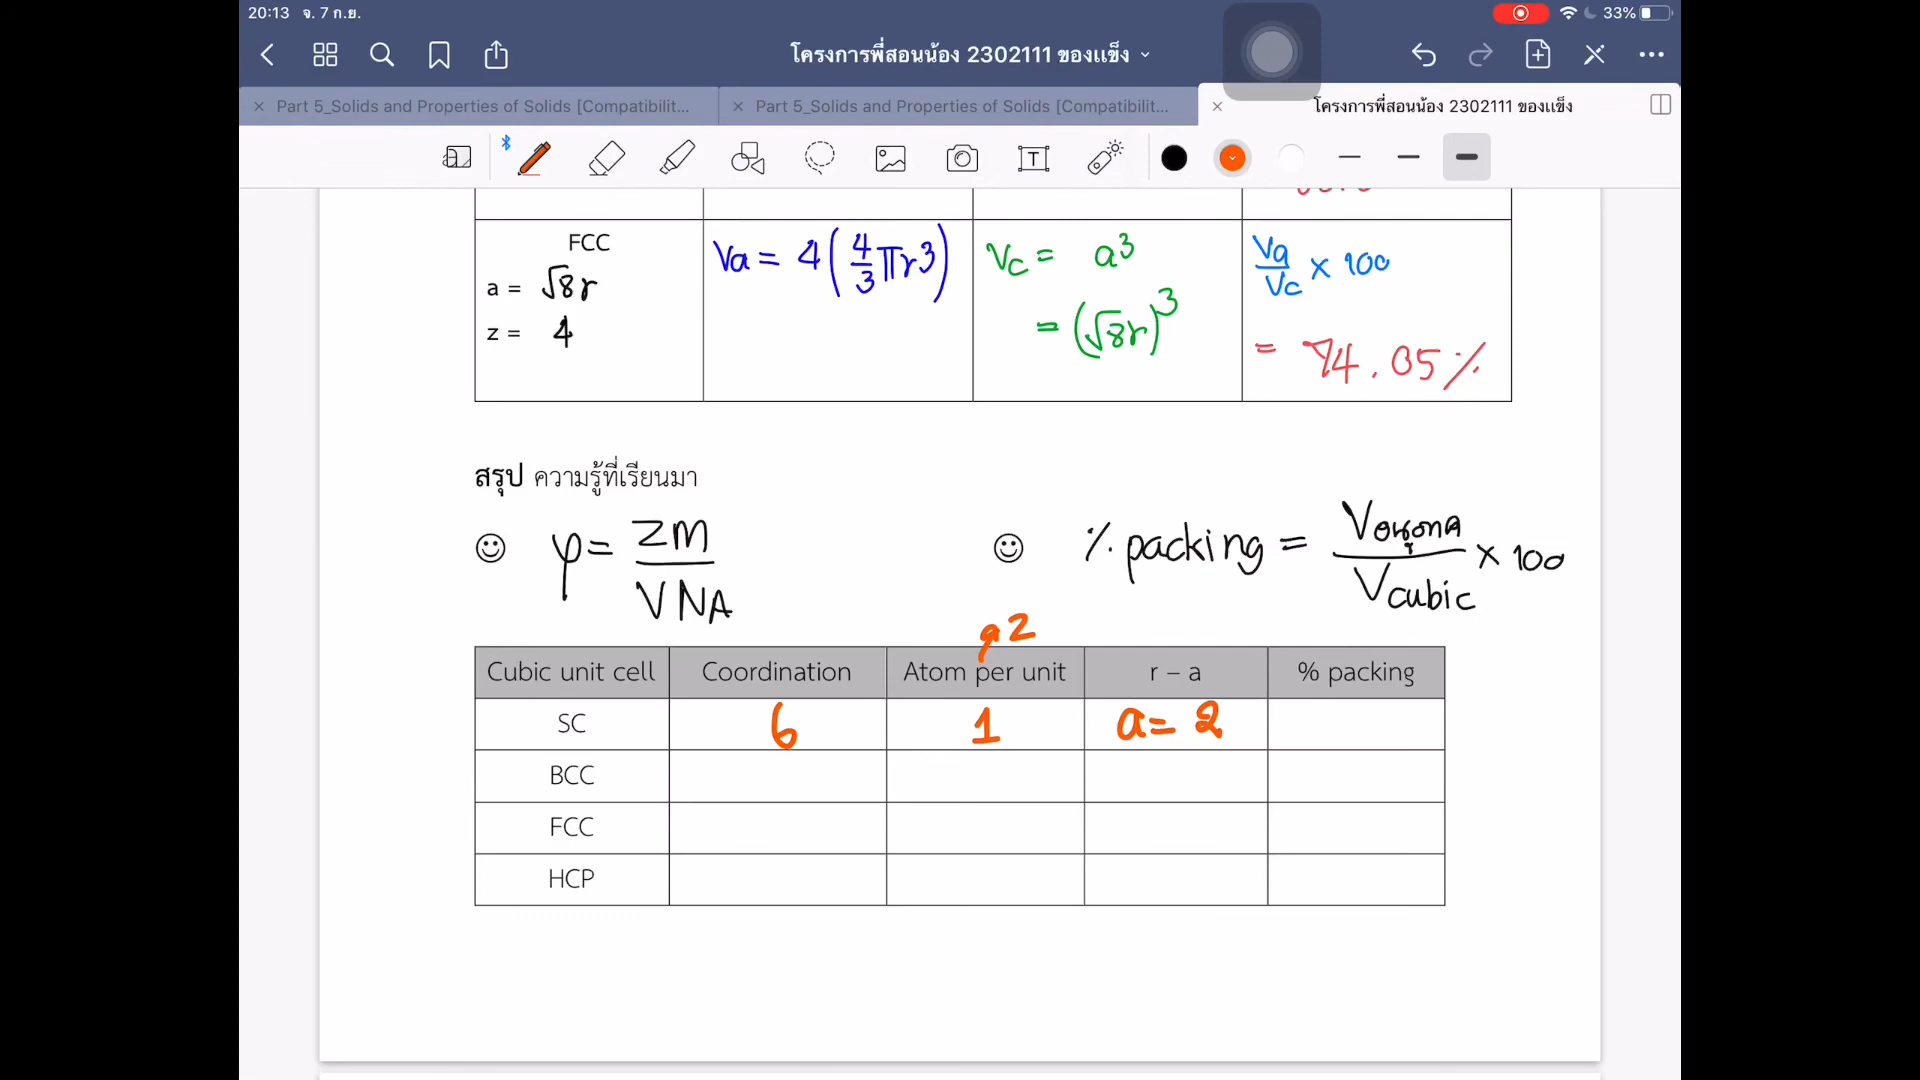 20:13 จ. 7 ก.ย.
33%
โครงการพี่สอนน้อง 2302111 ของแข็ง
Part 5_Solids and Properties of Solids [Compatibilit...
Part 5_Solids and Properties of Solids [Compatibilit...
โครงการพี่สอนน้อง 2302111 ของแข็ง
FCC
a = √8r
z = 4
Va = 4(4/3 πr3)
Vc = a3
= (√8r)3
Va/Vc × 100
= 74.05%
สรุป ความรู้ที่เรียนมา
ρ = ZM/VNA
% packing = Vอนุภาค/Vcubic × 100
z
Cubic unit cell Coordination Atom per unit r – a % packing
SC 6 1 a = 2
BCC
FCC
HCP